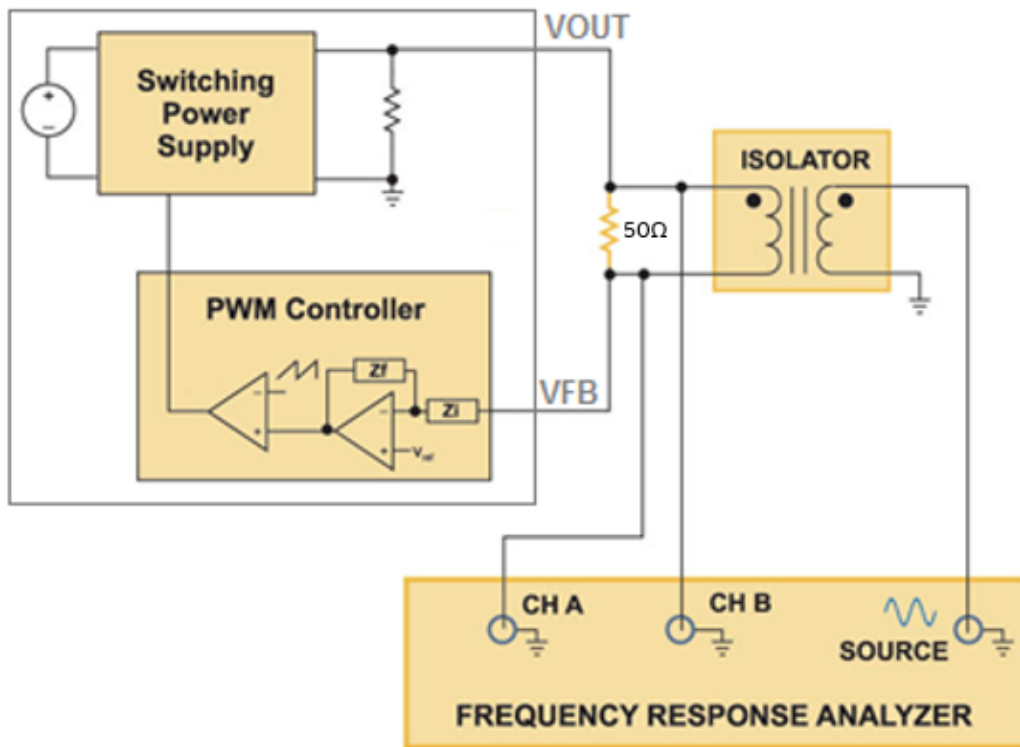 VOUT
+
−
Switching
Power
Supply
ISOLATOR
50Ω
PWM Controller
Zf
−
+
−
+
Zi
Vref
VFB
CH A
CH B
SOURCE
FREQUENCY RESPONSE ANALYZER